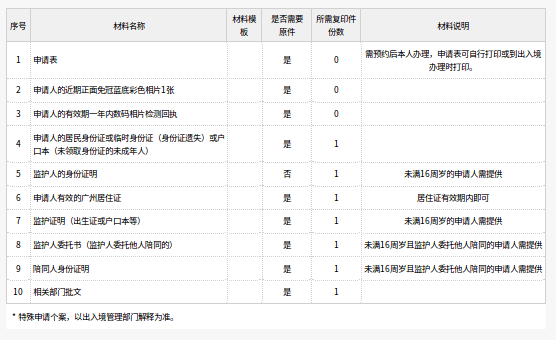 序号 材料名称 材料模板 是否需要原件 所需复印件份数 材料说明
1 申请表 是 0 需预约后本人办理，申请表可自行打印或到出入境办理时打印。
2 申请人的近期正面免冠蓝底彩色相片1张 是 0
3 申请人的有效期一年内数码相片检测回执 是 0
4 申请人的居民身份证或临时身份证（身份证遗失）或户口本（未领取身份证的未成年人） 是 1
5 监护人的身份证明 否 1 未满16周岁的申请人需提供
6 申请人有效的广州居住证 是 1 居住证有效期内即可
7 监护证明（出生证或户口本等） 是 1 未满16周岁的申请人需提供
8 监护人委托书（监护人委托他人陪同的） 是 1 未满16周岁且监护人委托他人陪同的申请人需提供
9 陪同人身份证明 是 1 未满16周岁且监护人委托他人陪同的申请人需提供
10 相关部门批文 是 1
* 特殊申请个案，以出入境管理部门解释为准。